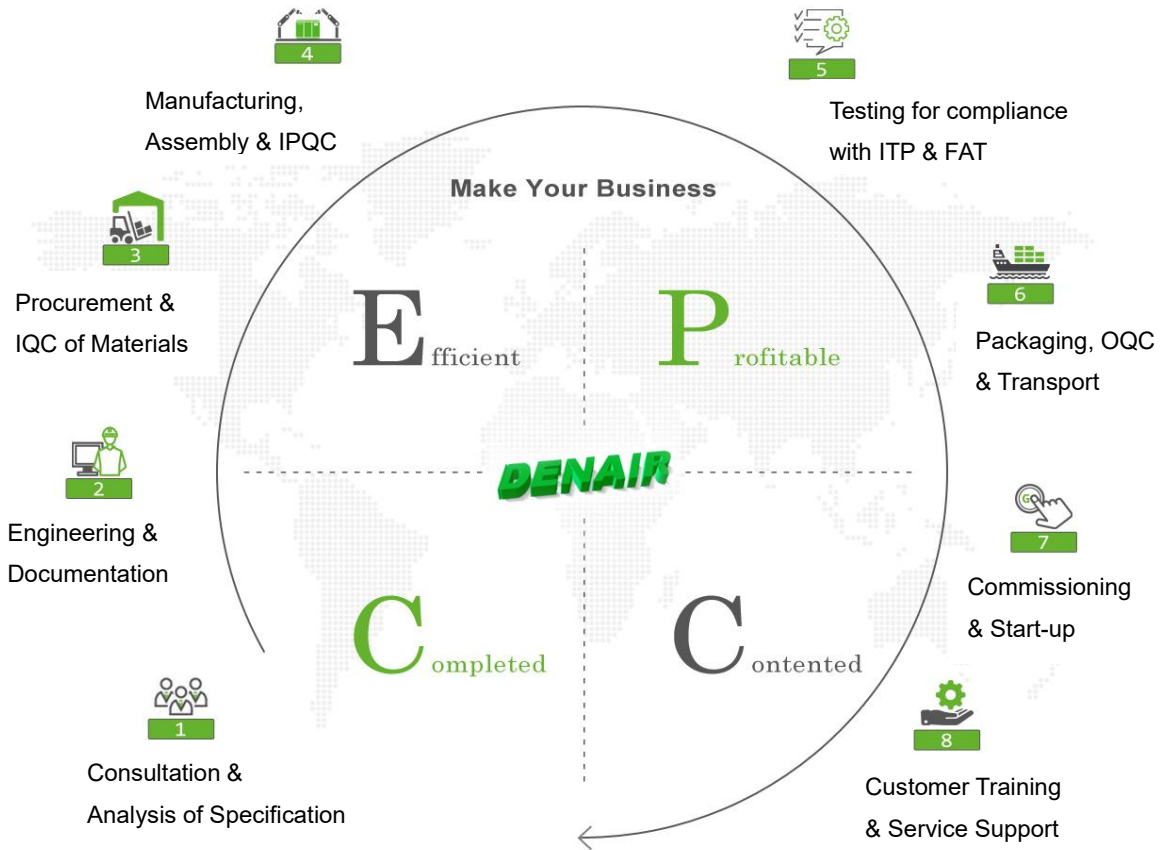 4
Manufacturing,
Assembly & IPQC
5
Testing for compliance
with ITP & FAT
Make Your Business
3
Procurement &
IQC of Materials
6
Packaging, OQC
& Transport
Efficient
Profitable
2
Engineering &
Documentation
DENAIR
G
7
Commissioning
& Start-up
Completed
Contented
1
Consultation &
Analysis of Specification
8
Customer Training
& Service Support